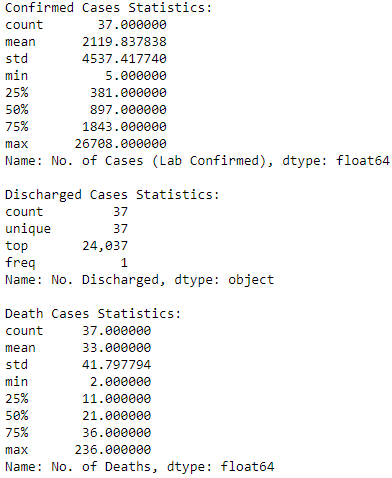 Confirmed Cases Statistics:
count 37.000000
mean 2119.837838
std 4537.417740
min 5.000000
25% 381.000000
50% 897.000000
75% 1843.000000
max 26708.000000
Name: No. of Cases (Lab Confirmed), dtype: float64
Discharged Cases Statistics:
count 37
unique 37
top 24,037
freq 1
Name: No. Discharged, dtype: object
Death Cases Statistics:
count 37.000000
mean 33.000000
std 41.797794
min 2.000000
25% 11.000000
50% 21.000000
75% 36.000000
max 236.000000
Name: No. of Deaths, dtype: float64